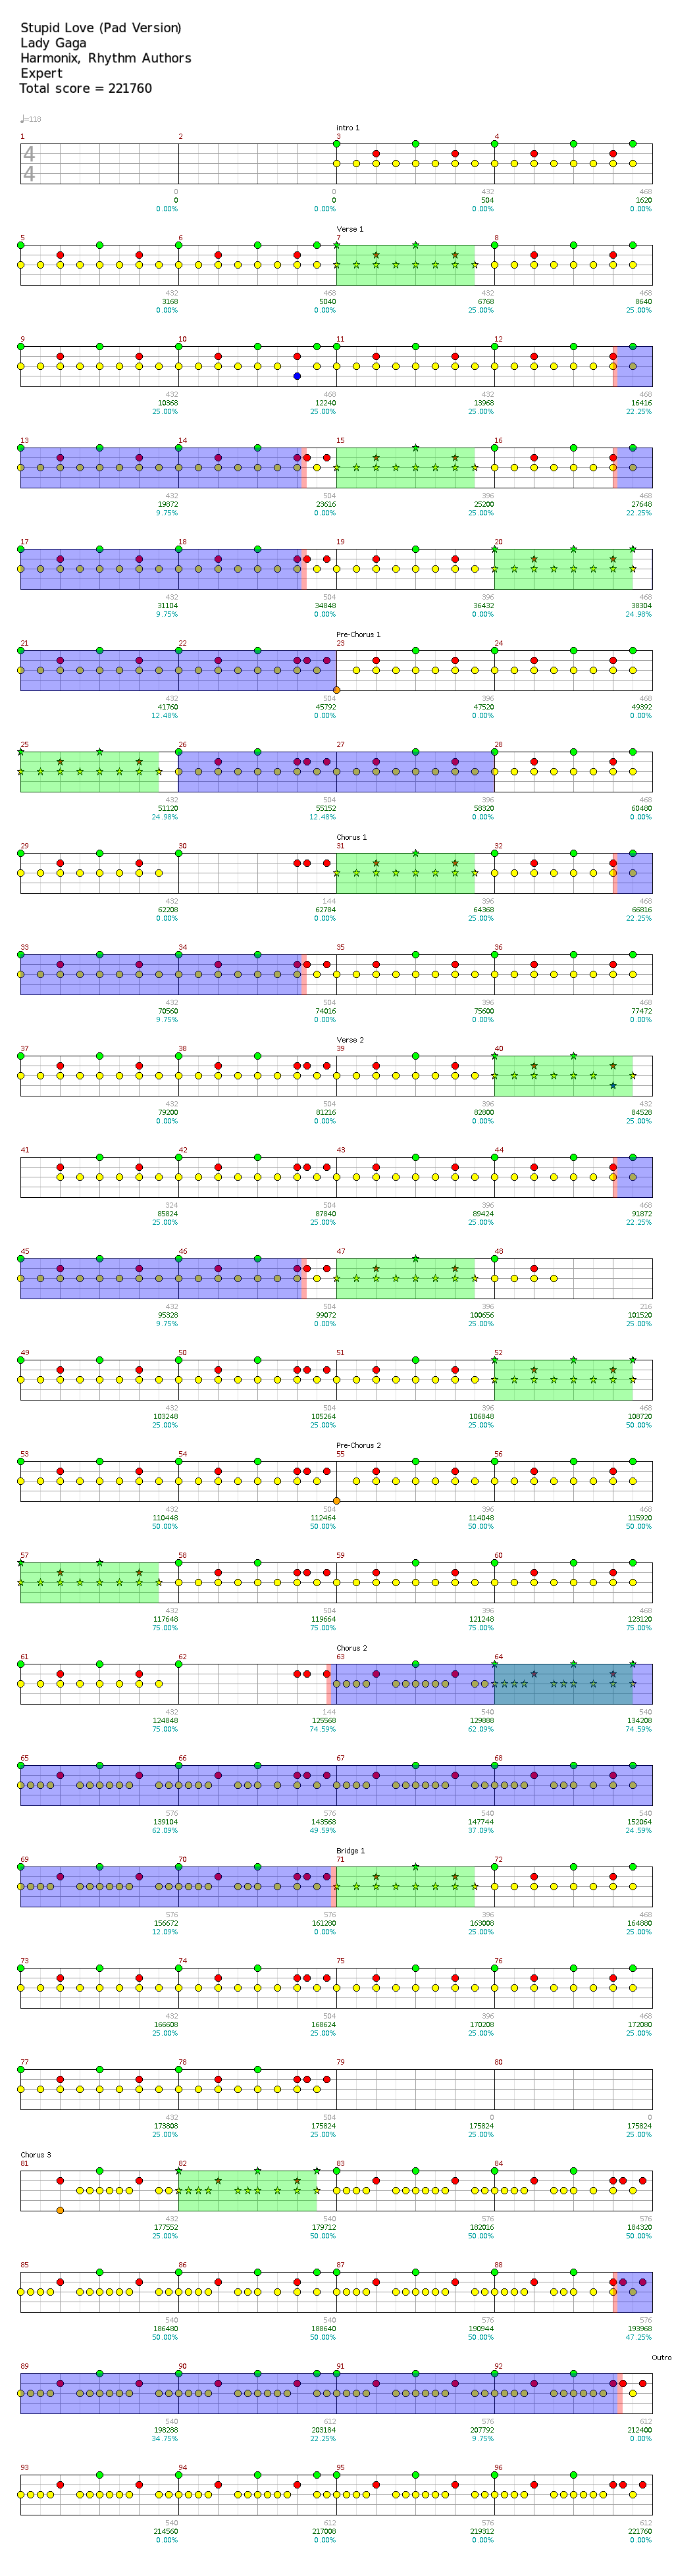 Stupid Love (Pad Version)
Lady Gaga
Harmonix, Rhythm Authors
Expert
Total score = 221760
♩=118
intro 1
1 2 3 4
4
4
0 0 432 468
0 0 504 1620
0.00% 0.00% 0.00% 0.00%
Verse 1
5 6 7 8
432 468 432 468
3168 5040 6768 8640
0.00% 0.00% 25.00% 25.00%
9 10 11 12
432 468 432 468
10368 12240 13968 16416
25.00% 25.00% 25.00% 22.25%
13 14 15 16
432 504 396 468
19872 23616 25200 27648
9.75% 0.00% 25.00% 22.25%
17 18 19 20
432 504 396 468
31104 34848 36432 38304
9.75% 0.00% 0.00% 24.98%
Pre-Chorus 1
21 22 23 24
432 504 396 468
41760 45792 47520 49392
12.48% 0.00% 0.00% 0.00%
25 26 27 28
432 504 396 468
51120 55152 58320 60480
24.98% 12.48% 0.00% 0.00%
Chorus 1
29 30 31 32
432 144 396 468
62208 62784 64368 66816
0.00% 0.00% 25.00% 22.25%
33 34 35 36
432 504 396 468
70560 74016 75600 77472
9.75% 0.00% 0.00% 0.00%
Verse 2
37 38 39 40
432 504 396 432
79200 81216 82800 84528
0.00% 0.00% 0.00% 25.00%
41 42 43 44
324 504 396 468
85824 87840 89424 91872
25.00% 25.00% 25.00% 22.25%
45 46 47 48
432 504 396 216
95328 99072 100656 101520
9.75% 0.00% 25.00% 25.00%
49 50 51 52
432 504 396 468
103248 105264 106848 108720
25.00% 25.00% 25.00% 50.00%
Pre-Chorus 2
53 54 55 56
432 504 396 468
110448 112464 114048 115920
50.00% 50.00% 50.00% 50.00%
57 58 59 60
432 504 396 468
117648 119664 121248 123120
75.00% 75.00% 75.00% 75.00%
Chorus 2
61 62 63 64
432 144 540 540
124848 125568 129888 134208
75.00% 74.59% 62.09% 74.59%
65 66 67 68
576 576 540 540
139104 143568 147744 152064
62.09% 49.59% 37.09% 24.59%
Bridge 1
69 70 71 72
576 576 396 468
156672 161280 163008 164880
12.09% 0.00% 25.00% 25.00%
73 74 75 76
432 504 396 468
166608 168624 170208 172080
25.00% 25.00% 25.00% 25.00%
77 78 79 80
432 504 0 0
173808 175824 175824 175824
25.00% 25.00% 25.00% 25.00%
Chorus 3
81 82 83 84
432 540 576 576
177552 179712 182016 184320
25.00% 50.00% 50.00% 50.00%
85 86 87 88
540 540 576 576
186480 188640 190944 193968
50.00% 50.00% 50.00% 47.25%
Outro
89 90 91 92
540 612 576 612
198288 203184 207792 212400
34.75% 22.25% 9.75% 0.00%
93 94 95 96
540 612 576 612
214560 217008 219312 221760
0.00% 0.00% 0.00% 0.00%